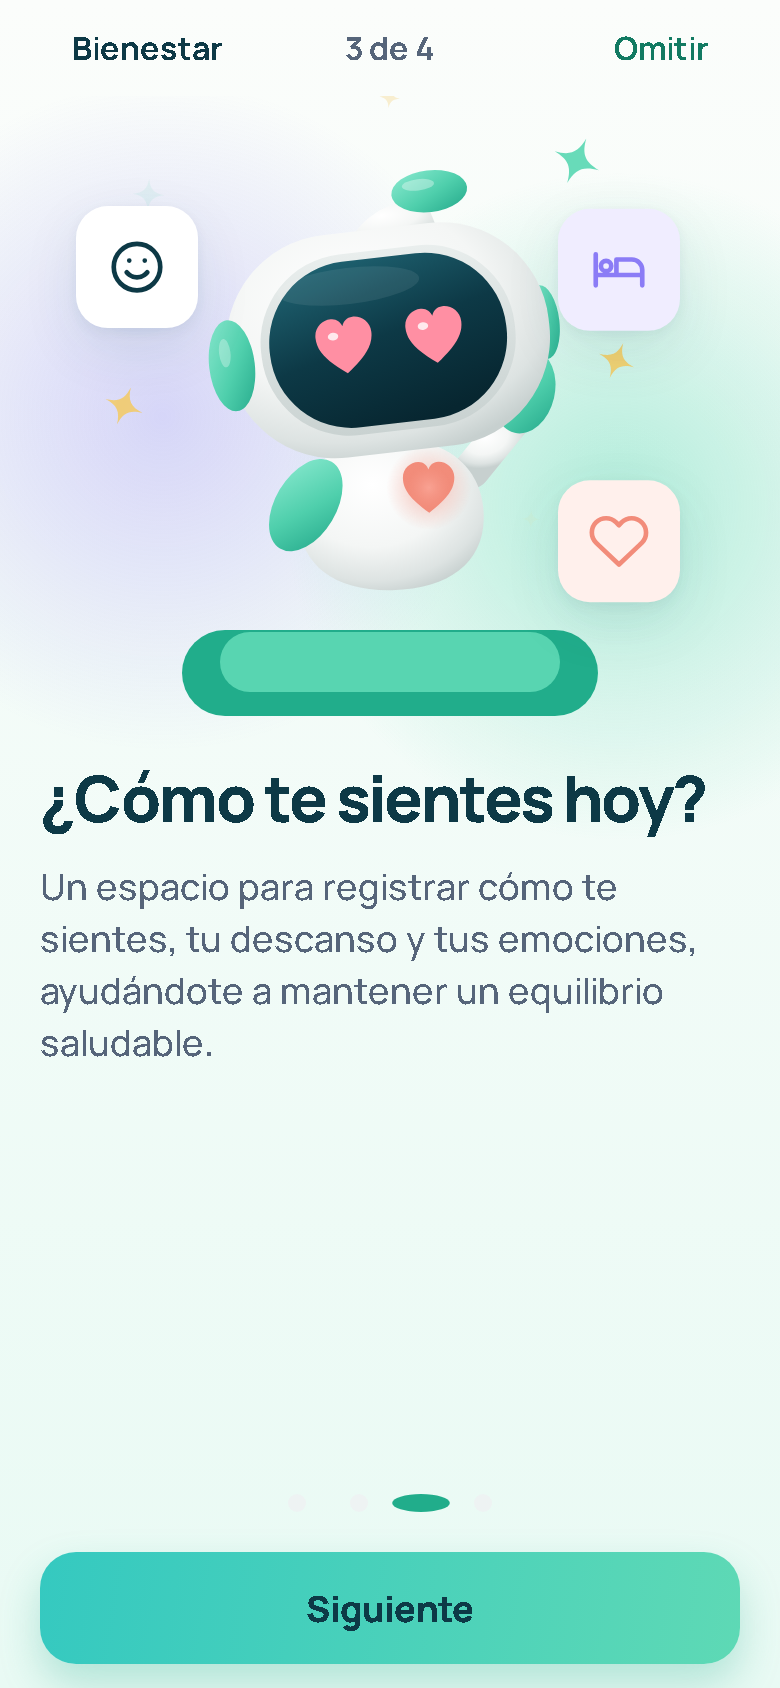 Bienestar
3 de 4
Omitir
¿Cómo te sientes hoy?
Un espacio para registrar cómo te
sientes, tu descanso y tus emociones,
ayudándote a mantener un equilibrio
saludable.
Siguiente